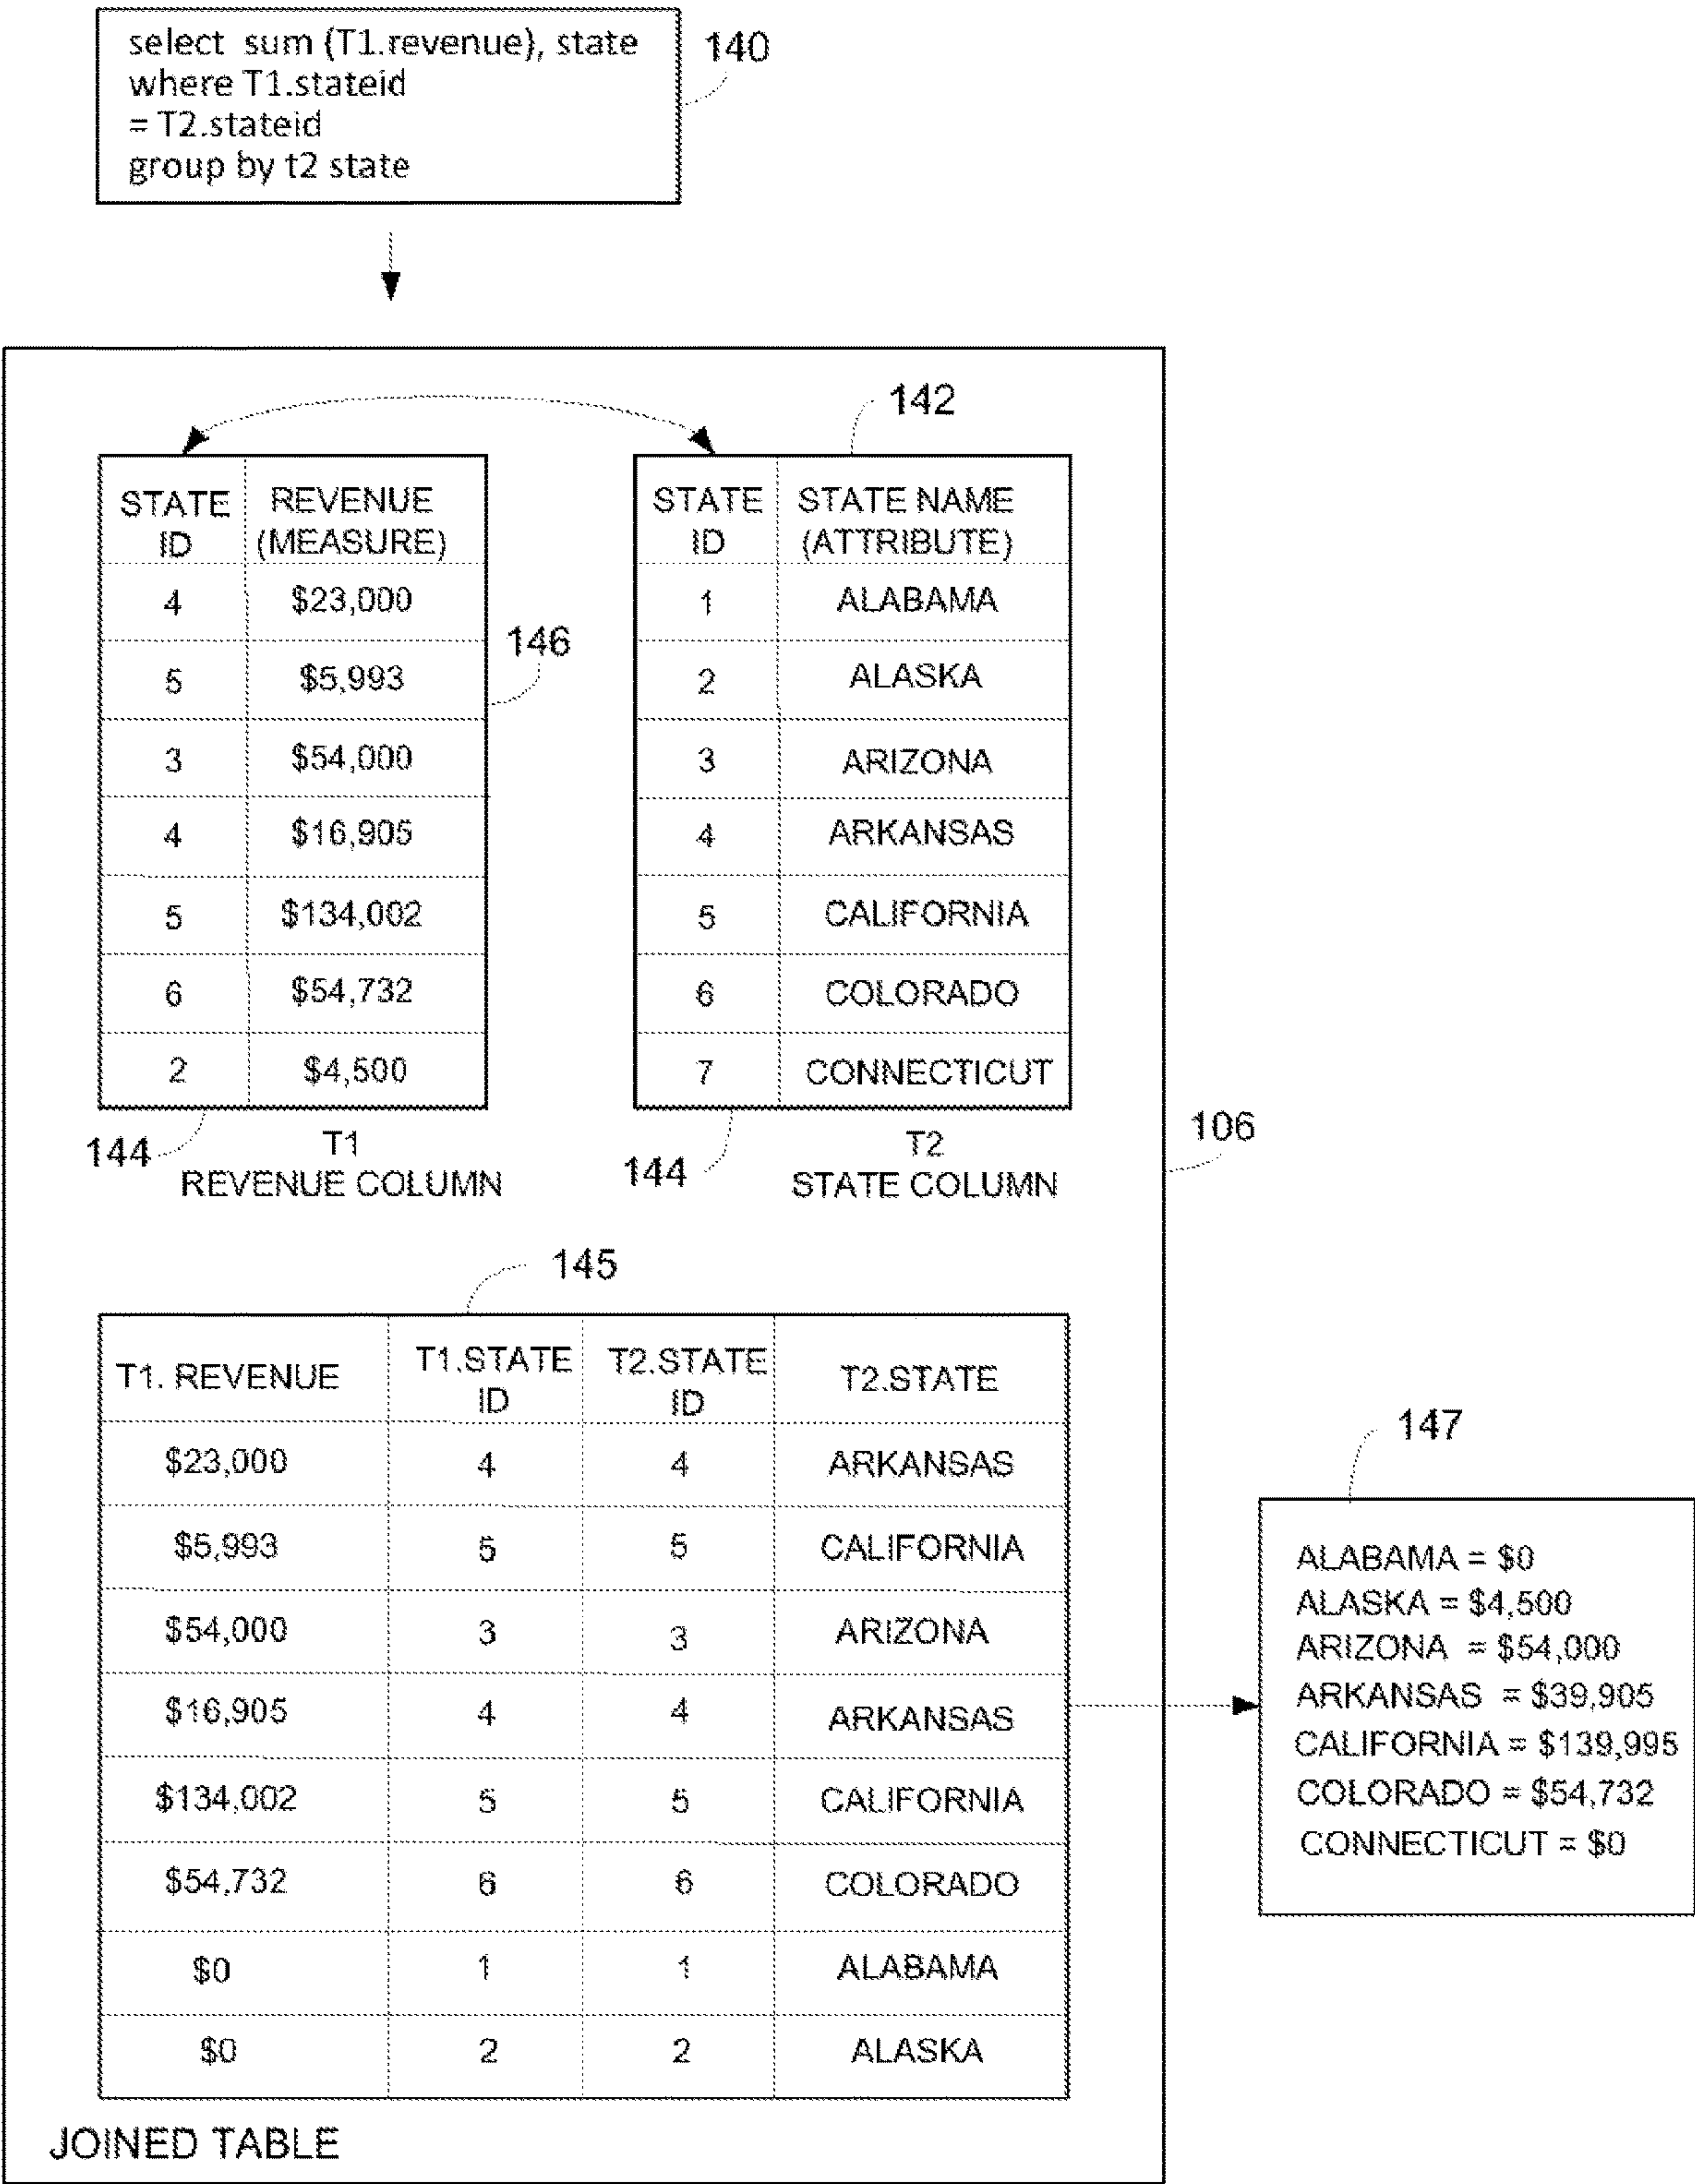 select sum (T1.revenue), state
where T1.stateid
= T2.stateid
group by t2 state
140
142
STATE ID REVENUE (MEASURE)
4 $23,000
5 $5,993
3 $54,000
4 $16,905
5 $134,002
6 $54,732
2 $4,500
146
144
T1
REVENUE COLUMN
STATE ID STATE NAME (ATTRIBUTE)
1 ALABAMA
2 ALASKA
3 ARIZONA
4 ARKANSAS
5 CALIFORNIA
6 COLORADO
7 CONNECTICUT
144
T2
STATE COLUMN
106
145
T1. REVENUE T1.STATE ID T2.STATE ID T2.STATE
$23,000 4 4 ARKANSAS
$5,993 5 5 CALIFORNIA
$54,000 3 3 ARIZONA
$16,905 4 4 ARKANSAS
$134,002 5 5 CALIFORNIA
$54,732 6 6 COLORADO
$0 1 1 ALABAMA
$0 2 2 ALASKA
JOINED TABLE
147
ALABAMA = $0
ALASKA = $4,500
ARIZONA = $54,000
ARKANSAS = $39,905
CALIFORNIA = $139,995
COLORADO = $54,732
CONNECTICUT = $0